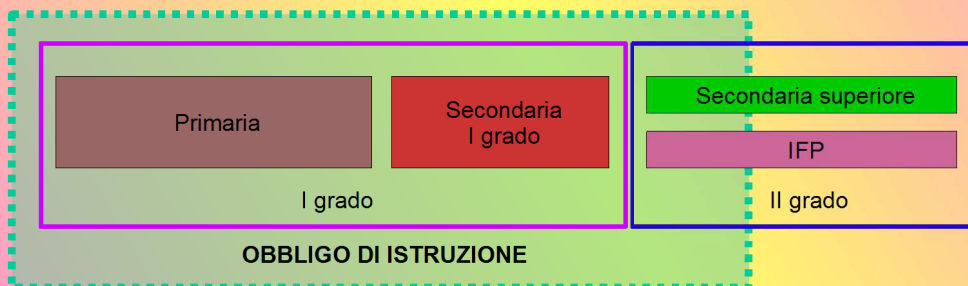 Primaria
Secondaria
I grado
Secondaria superiore
IFP
I grado
II grado
OBBLIGO DI ISTRUZIONE